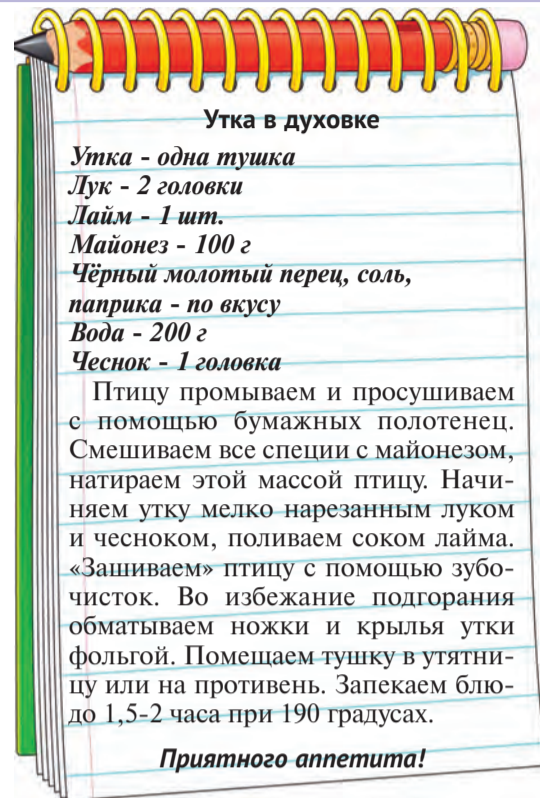 Утка в духовке
Утка - одна тушка
Лук - 2 головки
Лайм - 1 шт.
Майонез - 100 г
Чёрный молотый перец, соль,
паприка - по вкусу
Вода - 200 г
Чеснок - 1 головка
Птицу промываем и просушиваем
с помощью бумажных полотенец.
Смешиваем все специи с майонезом,
натираем этой массой птицу. Начи-
няем утку мелко нарезанным луком
и чесноком, поливаем соком лайма.
«Зашиваем» птицу с помощью зубо-
чисток. Во избежание подгорания
обматываем ножки и крылья утки
фольгой. Помещаем тушку в утятни-
цу или на противень. Запекаем блю-
до 1,5-2 часа при 190 градусах.
Приятного аппетита!